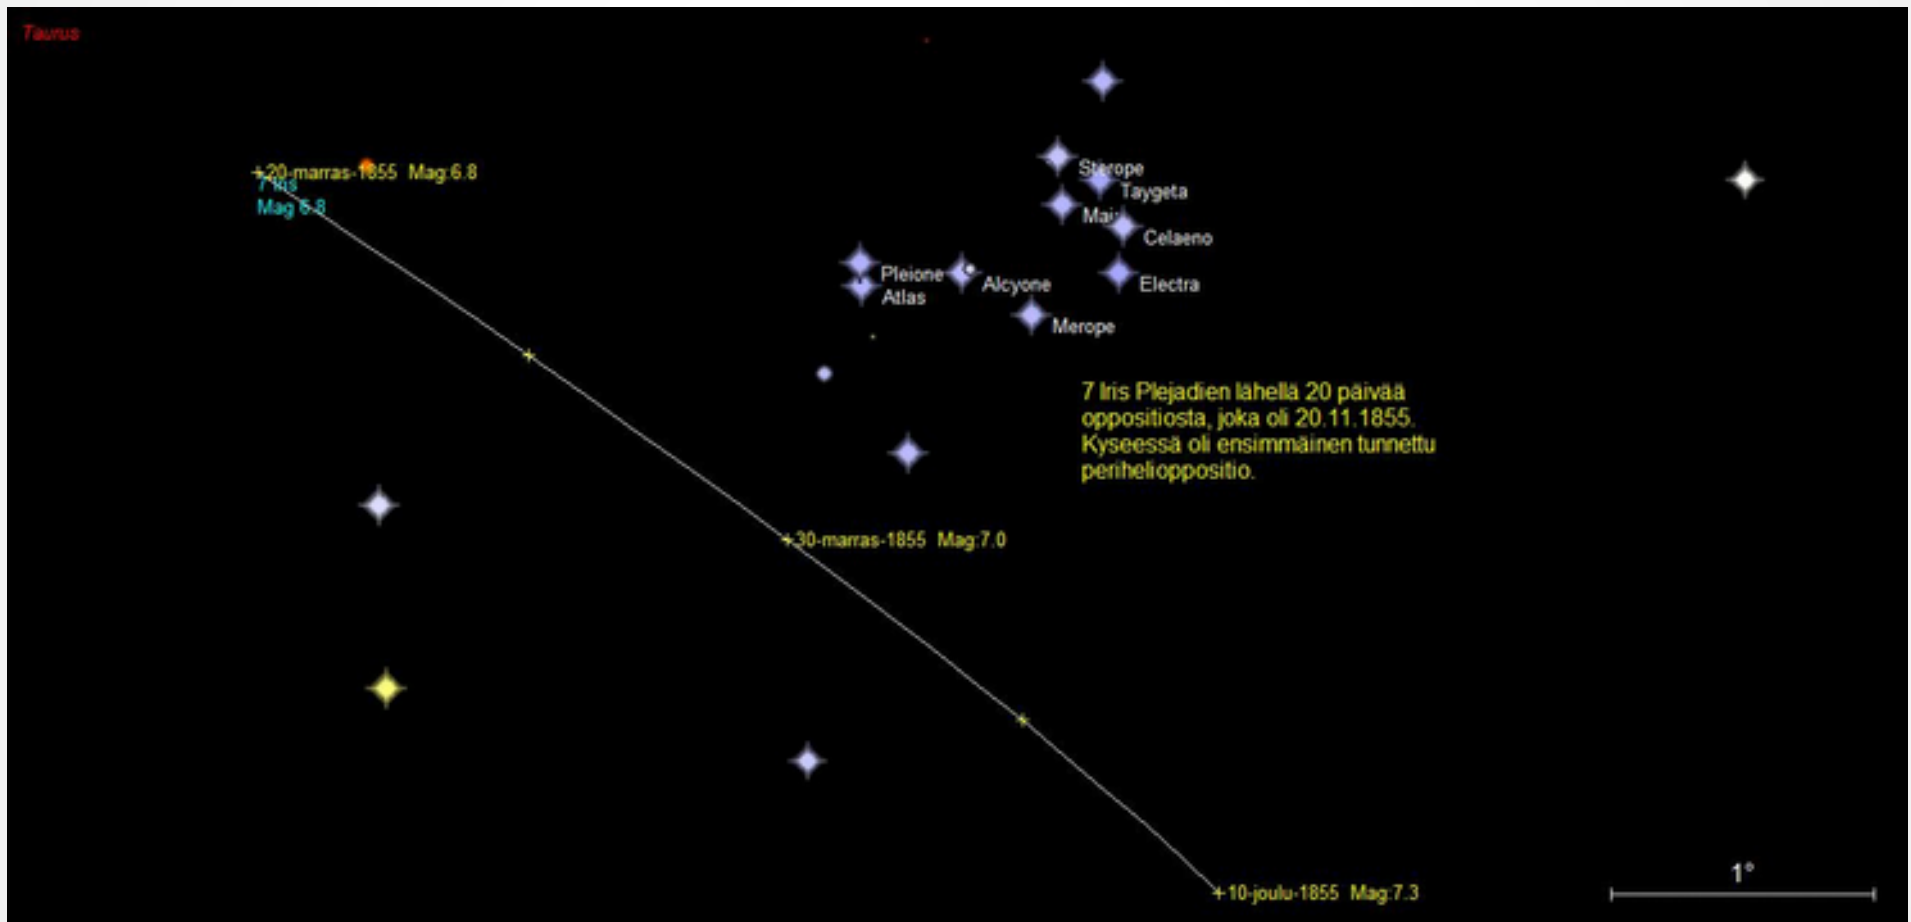 Taurus
+20-marras-1855 Mag:6.8
7 Iris
Mag 6.8
Sterope
Taygeta
Maia
Celaeno
Pleione
Alcyone
Electra
Atlas
Merope
7 Iris Plejadien lähellä 20 päivää
oppositiosta, joka oli 20.11.1855.
Kyseessä oli ensimmäinen tunnettu
perihelioppositio.
+30-marras-1855 Mag:7.0
1°
+10-joulu-1855 Mag:7.3